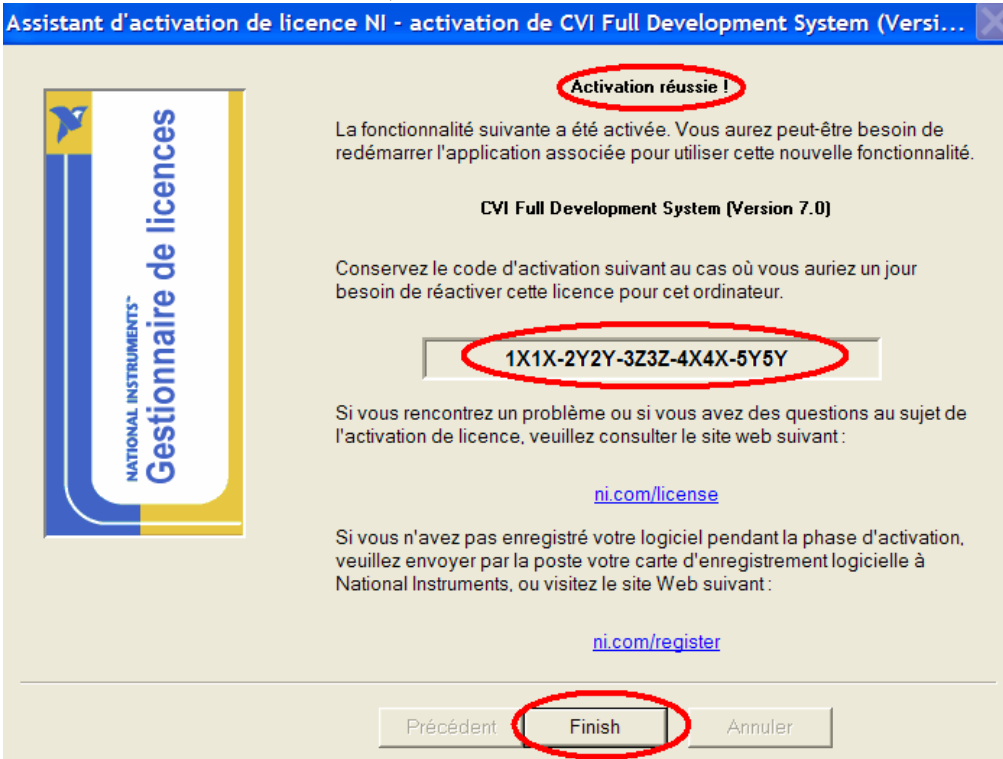 Assistant d'activation de licence NI - activation de CVI Full Development System (Versi...
NATIONAL INSTRUMENTS™
Gestionnaire de licences
Activation réussie !
La fonctionnalité suivante a été activée. Vous aurez peut-être besoin de
redémarrer l'application associée pour utiliser cette nouvelle fonctionnalité.
CVI Full Development System (Version 7.0)
Conservez le code d'activation suivant au cas où vous auriez un jour
besoin de réactiver cette licence pour cet ordinateur.
1X1X-2Y2Y-3Z3Z-4X4X-5Y5Y
Si vous rencontrez un problème ou si vous avez des questions au sujet de
l'activation de licence, veuillez consulter le site web suivant :
ni.com/license
Si vous n'avez pas enregistré votre logiciel pendant la phase d'activation,
veuillez envoyer par la poste votre carte d'enregistrement logicielle à
National Instruments, ou visitez le site Web suivant :
ni.com/register
Précédent Finish Annuler